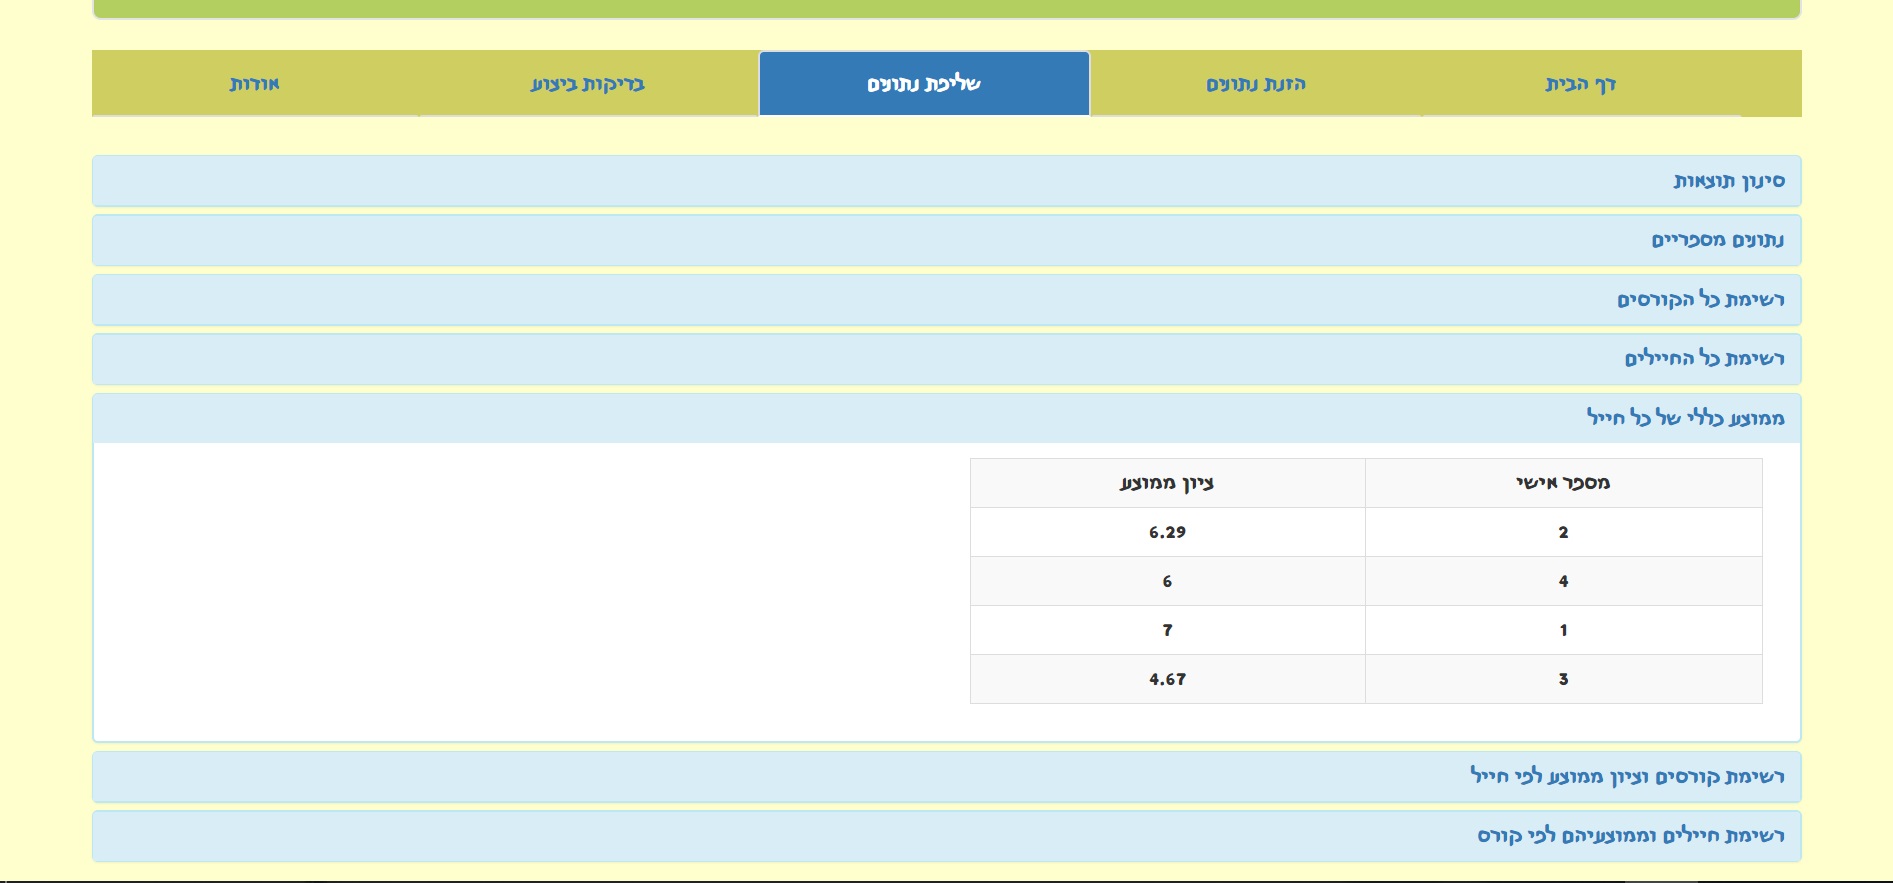 דף הבית הזנת נתונים שליפת נתונים בדיקות ביצוע אודות
סינון תוצאות
נתונים מספריים
רשימת כל הקורסים
רשימת כל החיילים
ממוצע כללי של כל חייל
מספר אישי ציון ממוצע
2 6.29
4 6
1 7
3 4.67
רשימת קורסים וציון ממוצע לפי חייל
רשימת חיילים וממוצעיהם לפי קורס